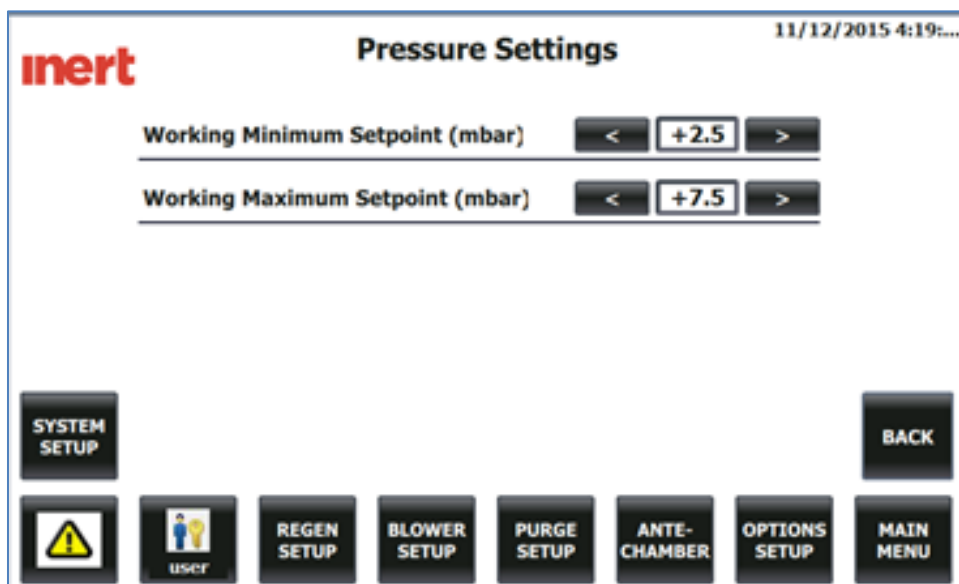 11/12/2015 4:19:...
inert
Pressure Settings
Working Minimum Setpoint (mbar)
< +2.5 >
Working Maximum Setpoint (mbar)
< +7.5 >
SYSTEM
SETUP
BACK
user
REGEN
SETUP
BLOWER
SETUP
PURGE
SETUP
ANTE-
CHAMBER
OPTIONS
SETUP
MAIN
MENU